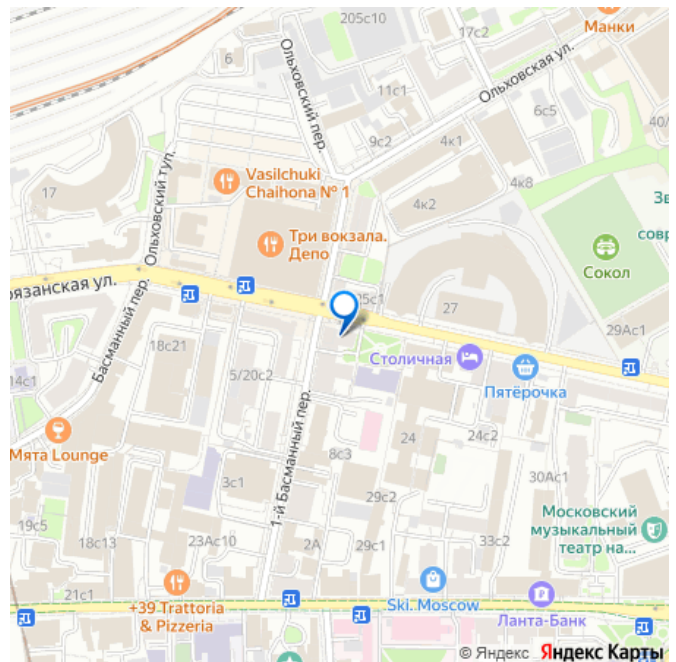 205с10
17с2
Манки
6
Ольховский пер.
11с1
Ольховская ул.
6с5
9с2
4к1
40/
Vasilchuki
Chaihona № 1
17
Ольховский туп.
4к2
4к8
Зв
совр
Три вокзала.
Депо
Сокол
рязанская ул.
25с1
27
29Ас1
Басманный пер.
18с21
Столичная
Пятёрочка
14с1
5/20с2
1-й Басманный пер.
Мята Lounge
8с3
24
24с2
3с1
30Ас1
29с2
Московский
музыкальный
театр на...
19с5
18с13
23Ас10
2А
29с1
33с2
21с1
+39 Trattoria
& Pizzeria
Ski. Moscow
Ланта-Банк
© Яндекс Яндекс Карты